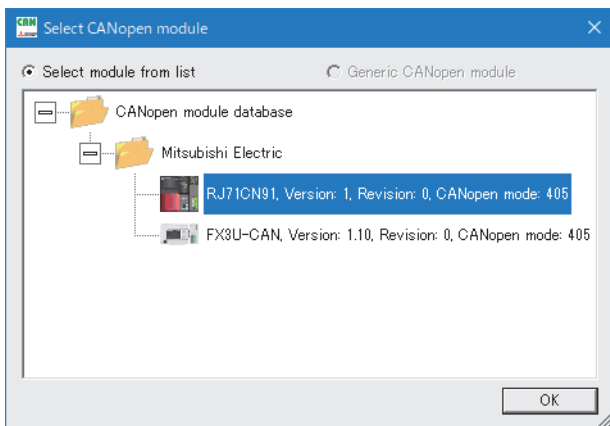 CAN
Select CANopen module
Select module from list
Generic CANopen module
CANopen module database
Mitsubishi Electric
RJ71CN91, Version: 1, Revision: 0, CANopen mode: 405
FX3U-CAN, Version: 1.10, Revision: 0, CANopen mode: 405
OK